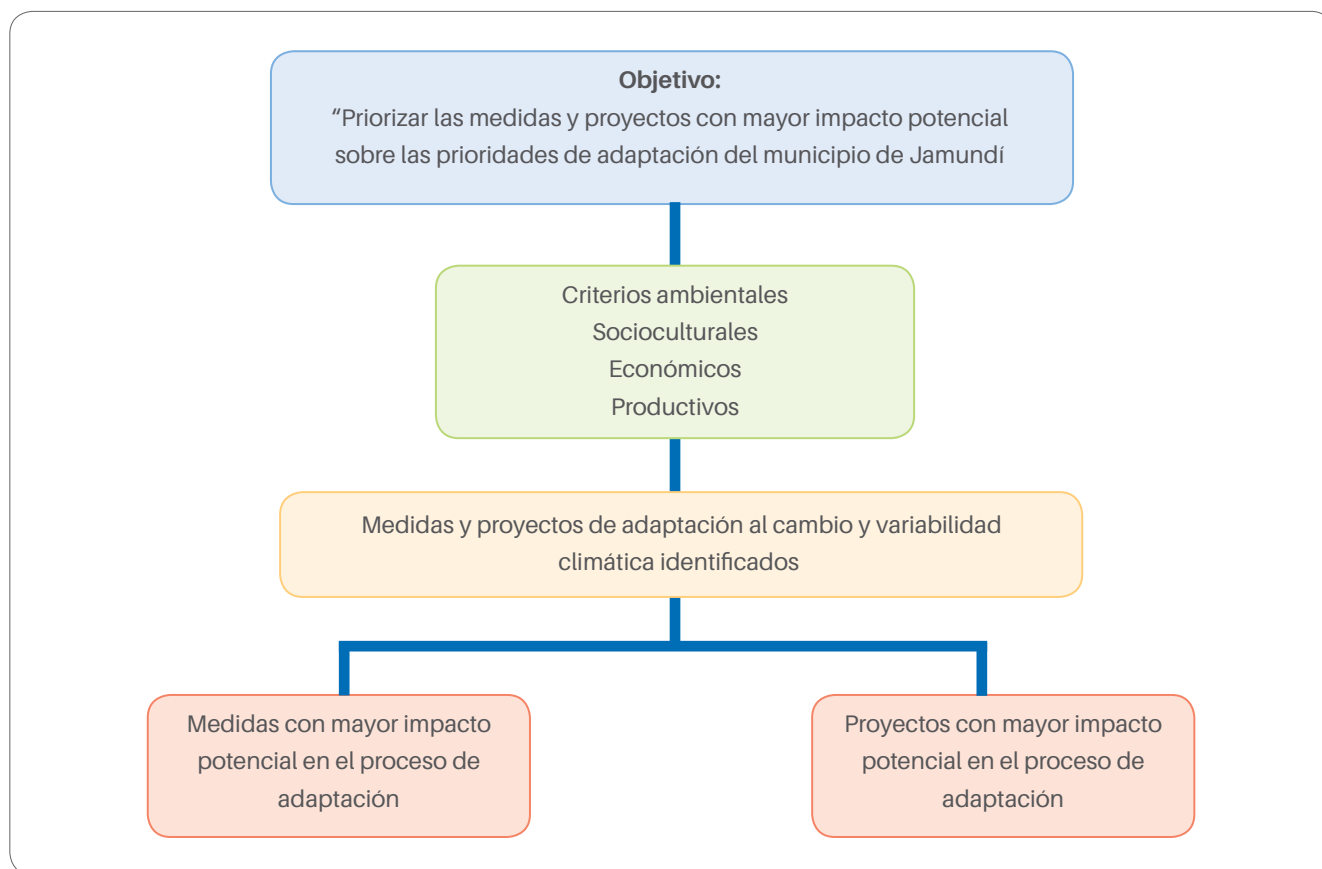 Objetivo:
“Priorizar las medidas y proyectos con mayor impacto potencial
sobre las prioridades de adaptación del municipio de Jamundí
Criterios ambientales
Socioculturales
Económicos
Productivos
Medidas y proyectos de adaptación al cambio y variabilidad
climática identificados
Medidas con mayor impacto
potencial en el proceso de
adaptación
Proyectos con mayor impacto
potencial en el proceso de
adaptación